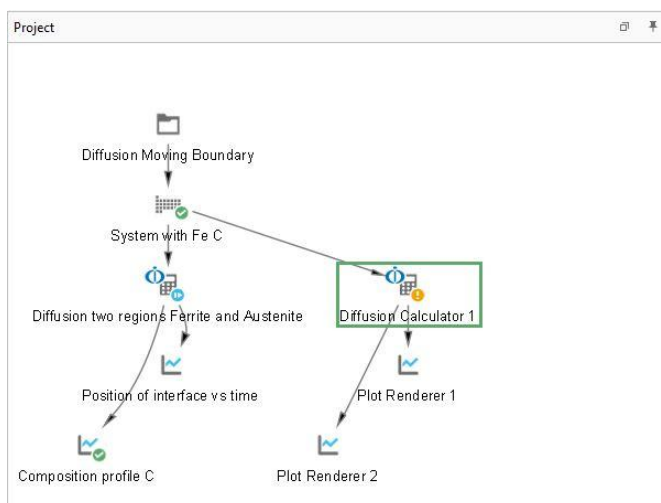 Project
Diffusion Moving Boundary
System with Fe C
Diffusion two regions Ferrite and Austenite
Diffusion Calculator 1
Position of interface vs time
Plot Renderer 1
Composition profile C
Plot Renderer 2